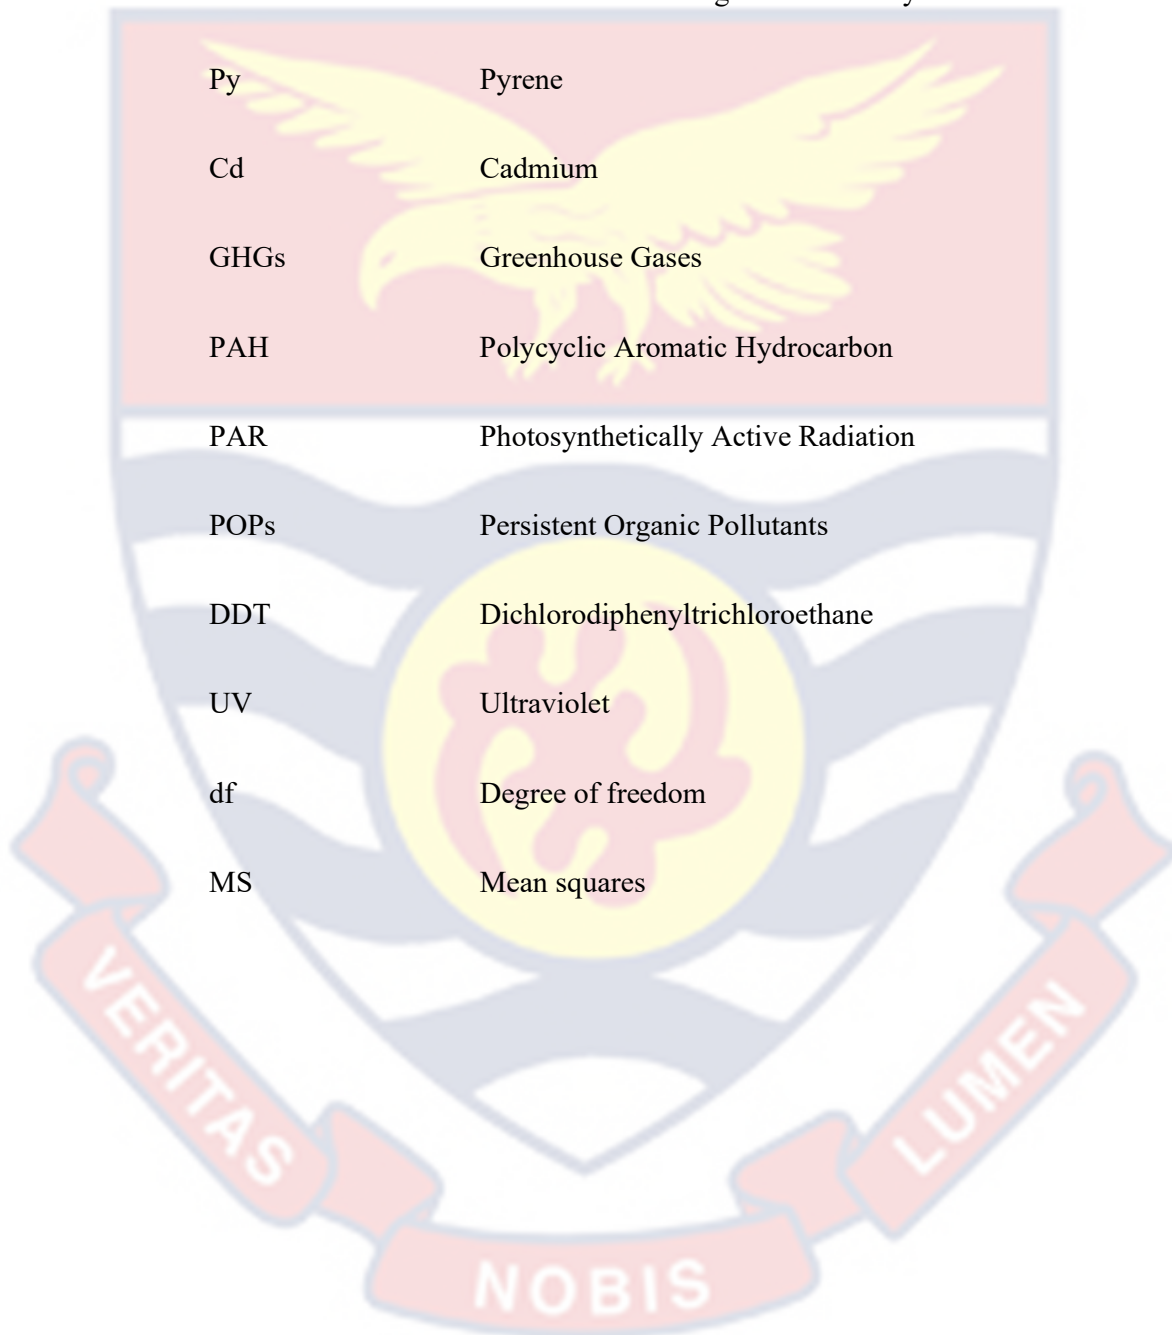 Py Pyrene
Cd Cadmium
GHGs Greenhouse Gases
PAH Polycyclic Aromatic Hydrocarbon
PAR Photosynthetically Active Radiation
POPs Persistent Organic Pollutants
DDT Dichlorodiphenyltrichloroethane
UV Ultraviolet
df Degree of freedom
MS Mean squares
VERITAS
NOBIS
LUMEN